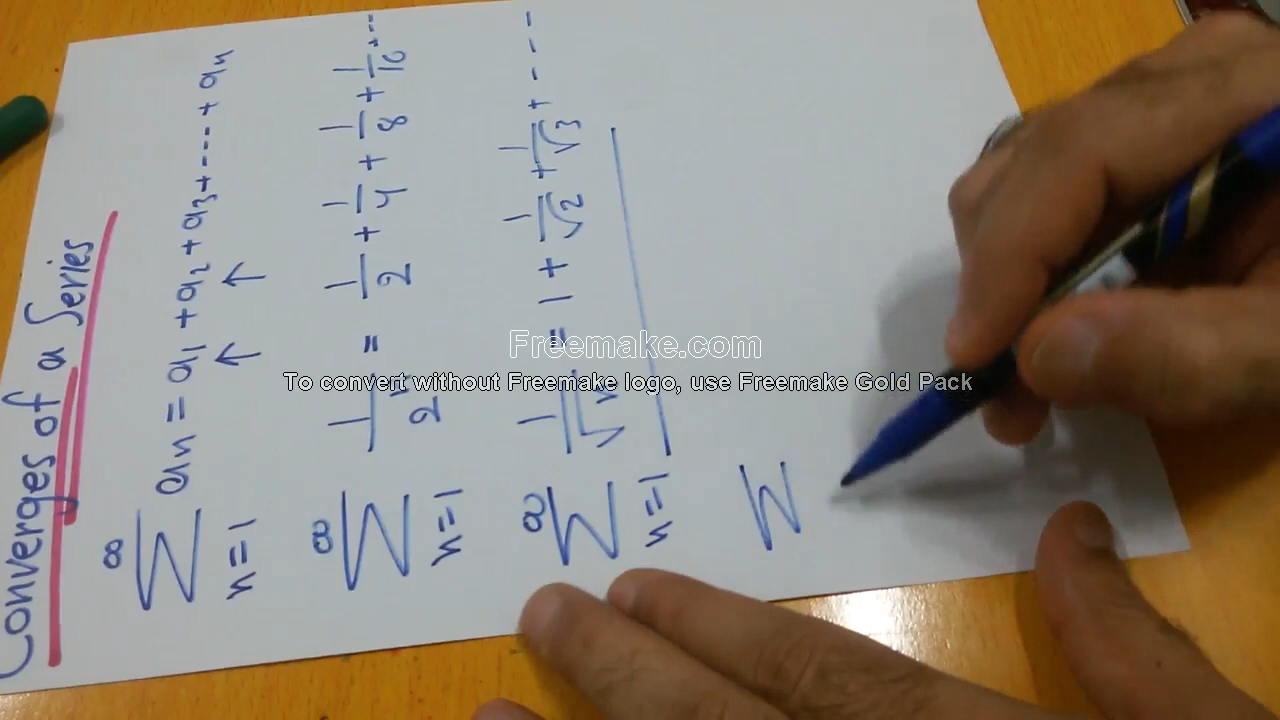 Converges of a Series
∞ Σ n=1 an = a1 + a2 + a3 + --- + an
↑ ↑
∞ Σ n=1 1/2^n = 1/2 + 1/4 + 1/8 + 1/16 + ...
∞ Σ n=1 1/√n = 1 + 1/√2 + 1/√3 + - - -
Σ
Freemake.com
To convert without Freemake logo, use Freemake Gold Pack